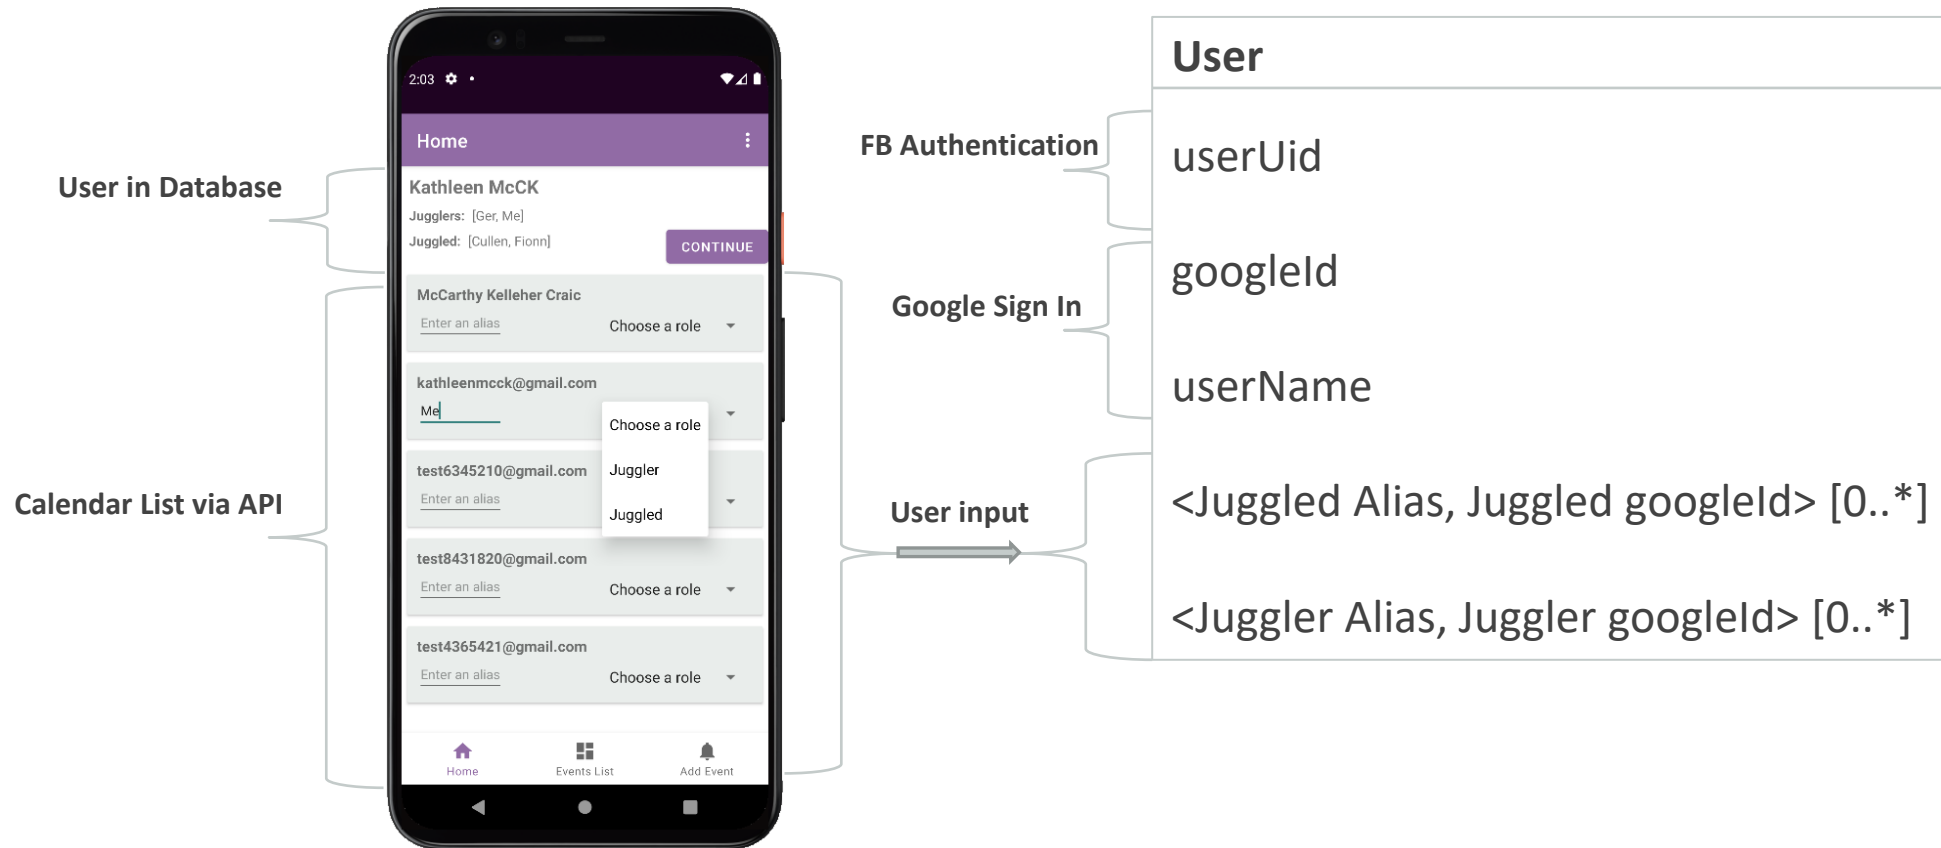 User in Database
Calendar List via API
2:03
Home
Kathleen McCK
Jugglers: [Ger, Me]
Juggled: [Cullen, Fionn]
CONTINUE
McCarthy Kelleher Craic
Enter an alias
Choose a role
kathleenmcck@gmail.com
Me
Choose a role
Juggler
Juggled
test6345210@gmail.com
Enter an alias
test8431820@gmail.com
Enter an alias
Choose a role
test4365421@gmail.com
Enter an alias
Choose a role
Home
Events List
Add Event
FB Authentication
Google Sign In
User input
User
userUid
googleId
userName
<Juggled Alias, Juggled googleId> [0..*]
<Juggler Alias, Juggler googleId> [0..*]